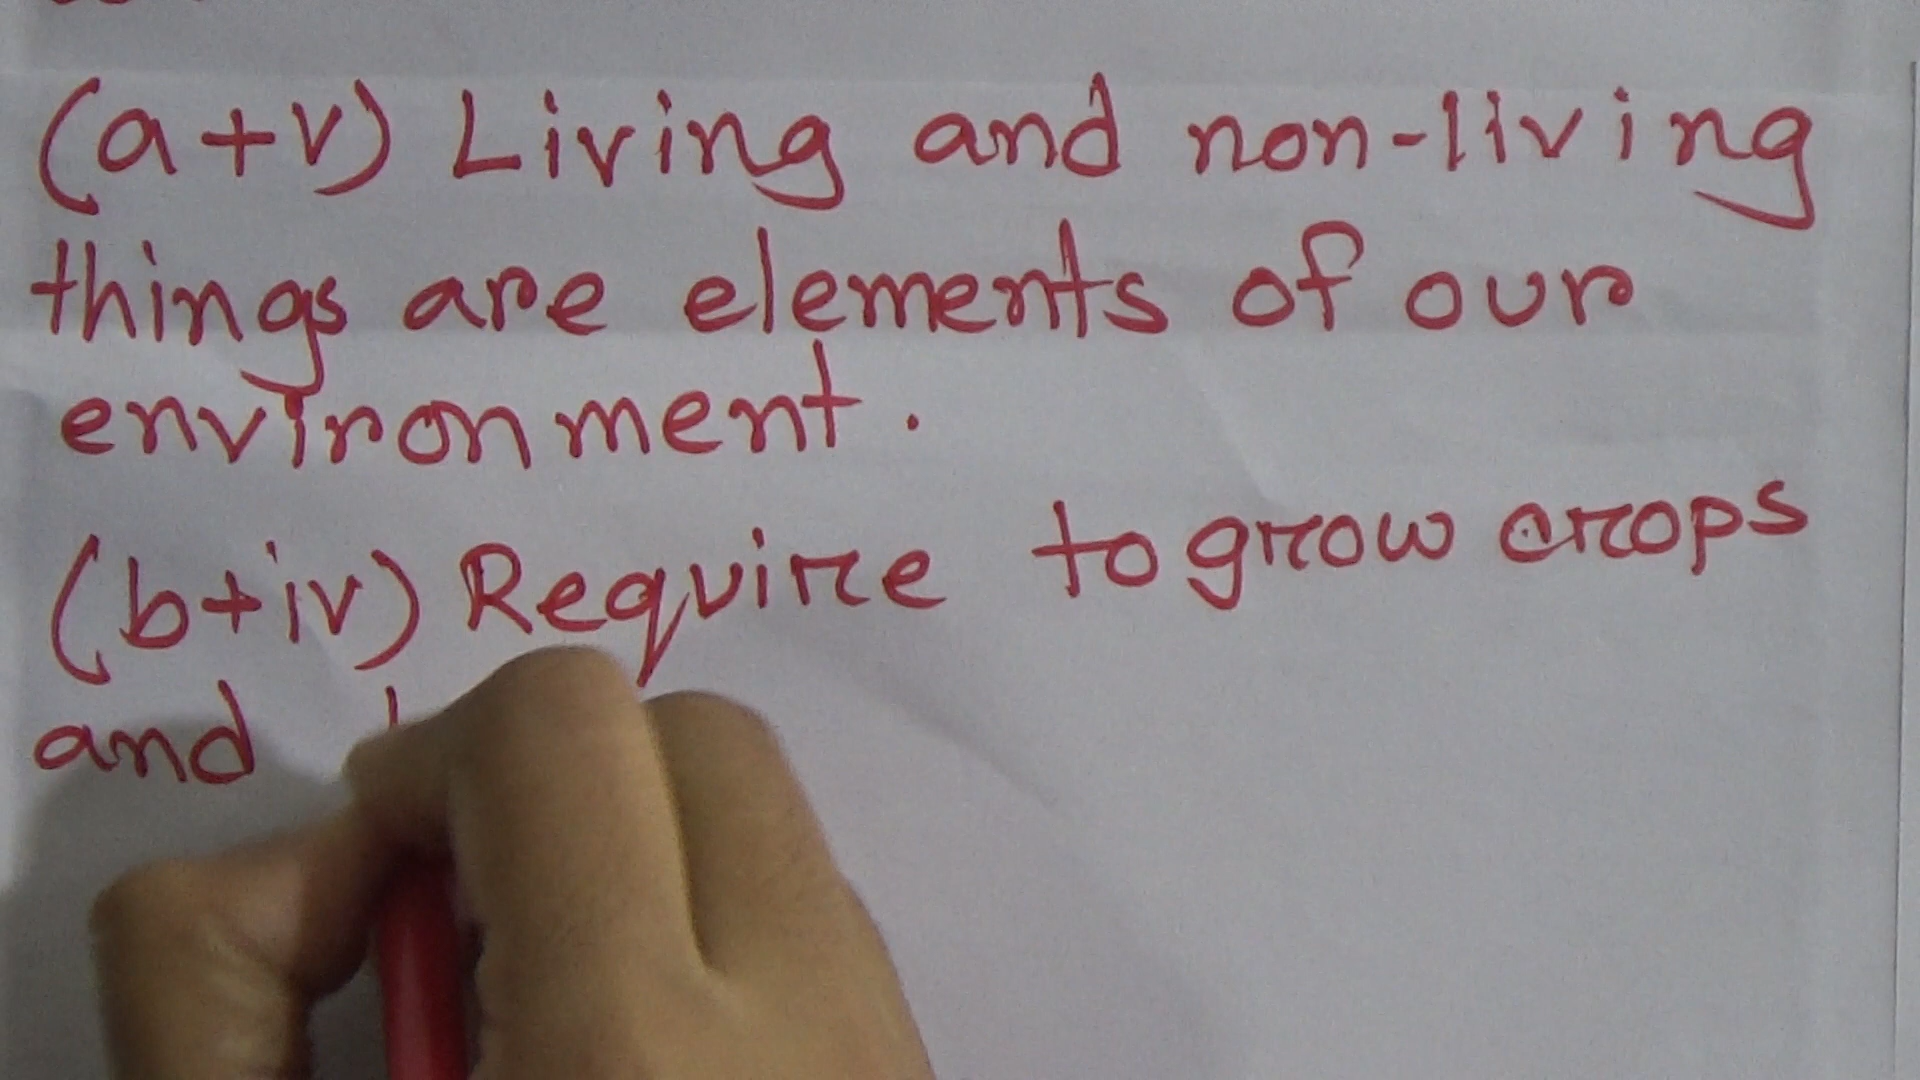 (a+v) Living and non-living
things are elements of our
environment.
(b+iv) Require to grow crops
and